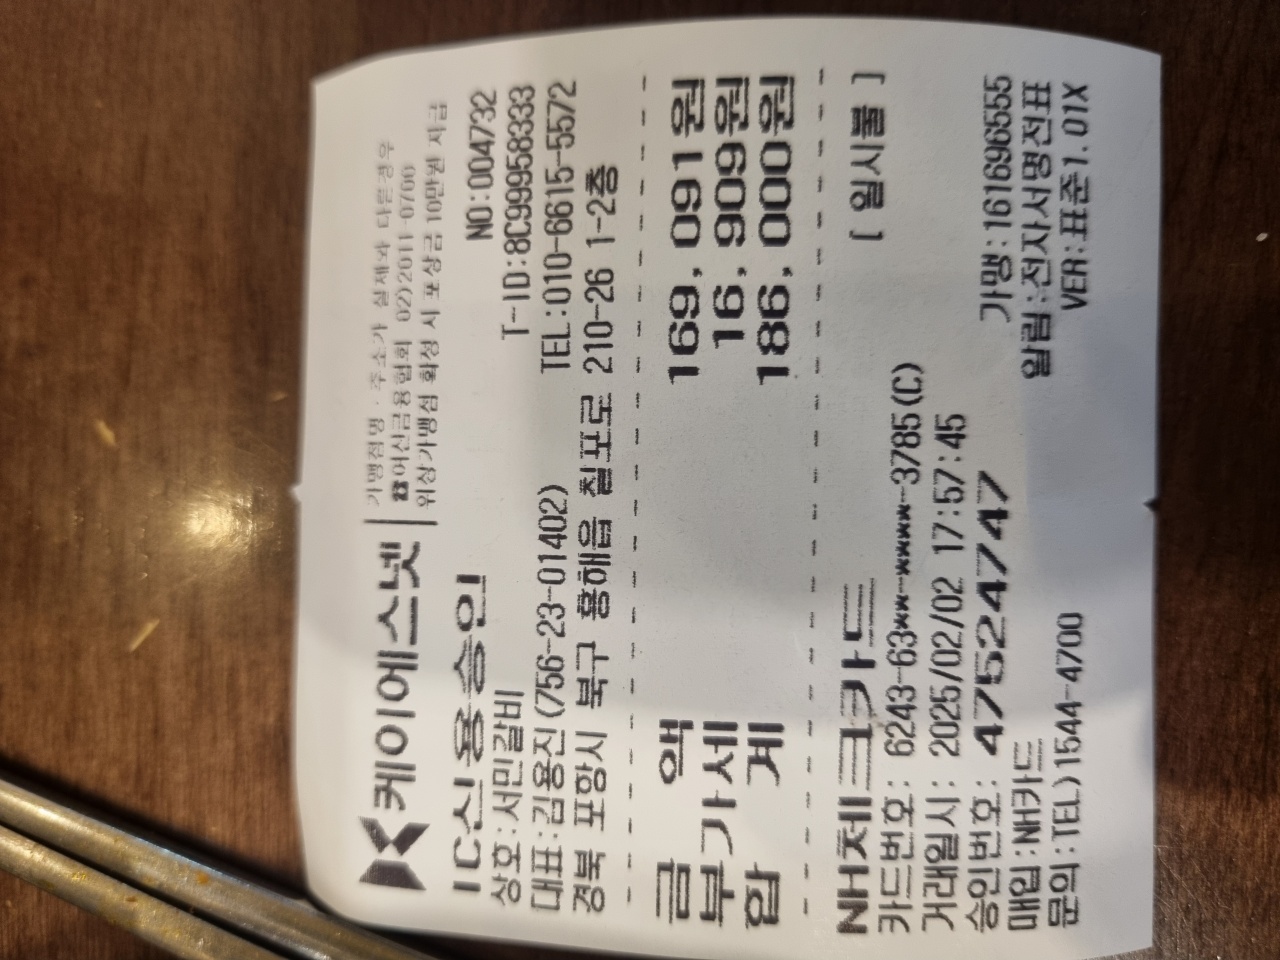 케이에스넷
가맹점명·주소가 실제와 다른경우
☎여신금융협회 02)2011-0700
위장가맹점 확정 시 포상금 10만원 지급
IC신용승인 NO:004732
상호:서민갈비 T-ID:8C99958333
대표:김용진(756-23-01402) TEL:010-6615-5572
경북 포항시 북구 흥해읍 칠포로 210-26 1-2층
금 액 169,091원
부가세 16,909원
합 계 186,000원
NH체크카드 [ 일시불 ]
카드번호: 6243-63**-****-3785(C)
거래일시: 2025/02/02 17:57:45
승인번호: 47524747
매입:NH카드 가맹:161696555
문의:TEL)1544-4700 알림:전자서명전표
VER:표준1.01X